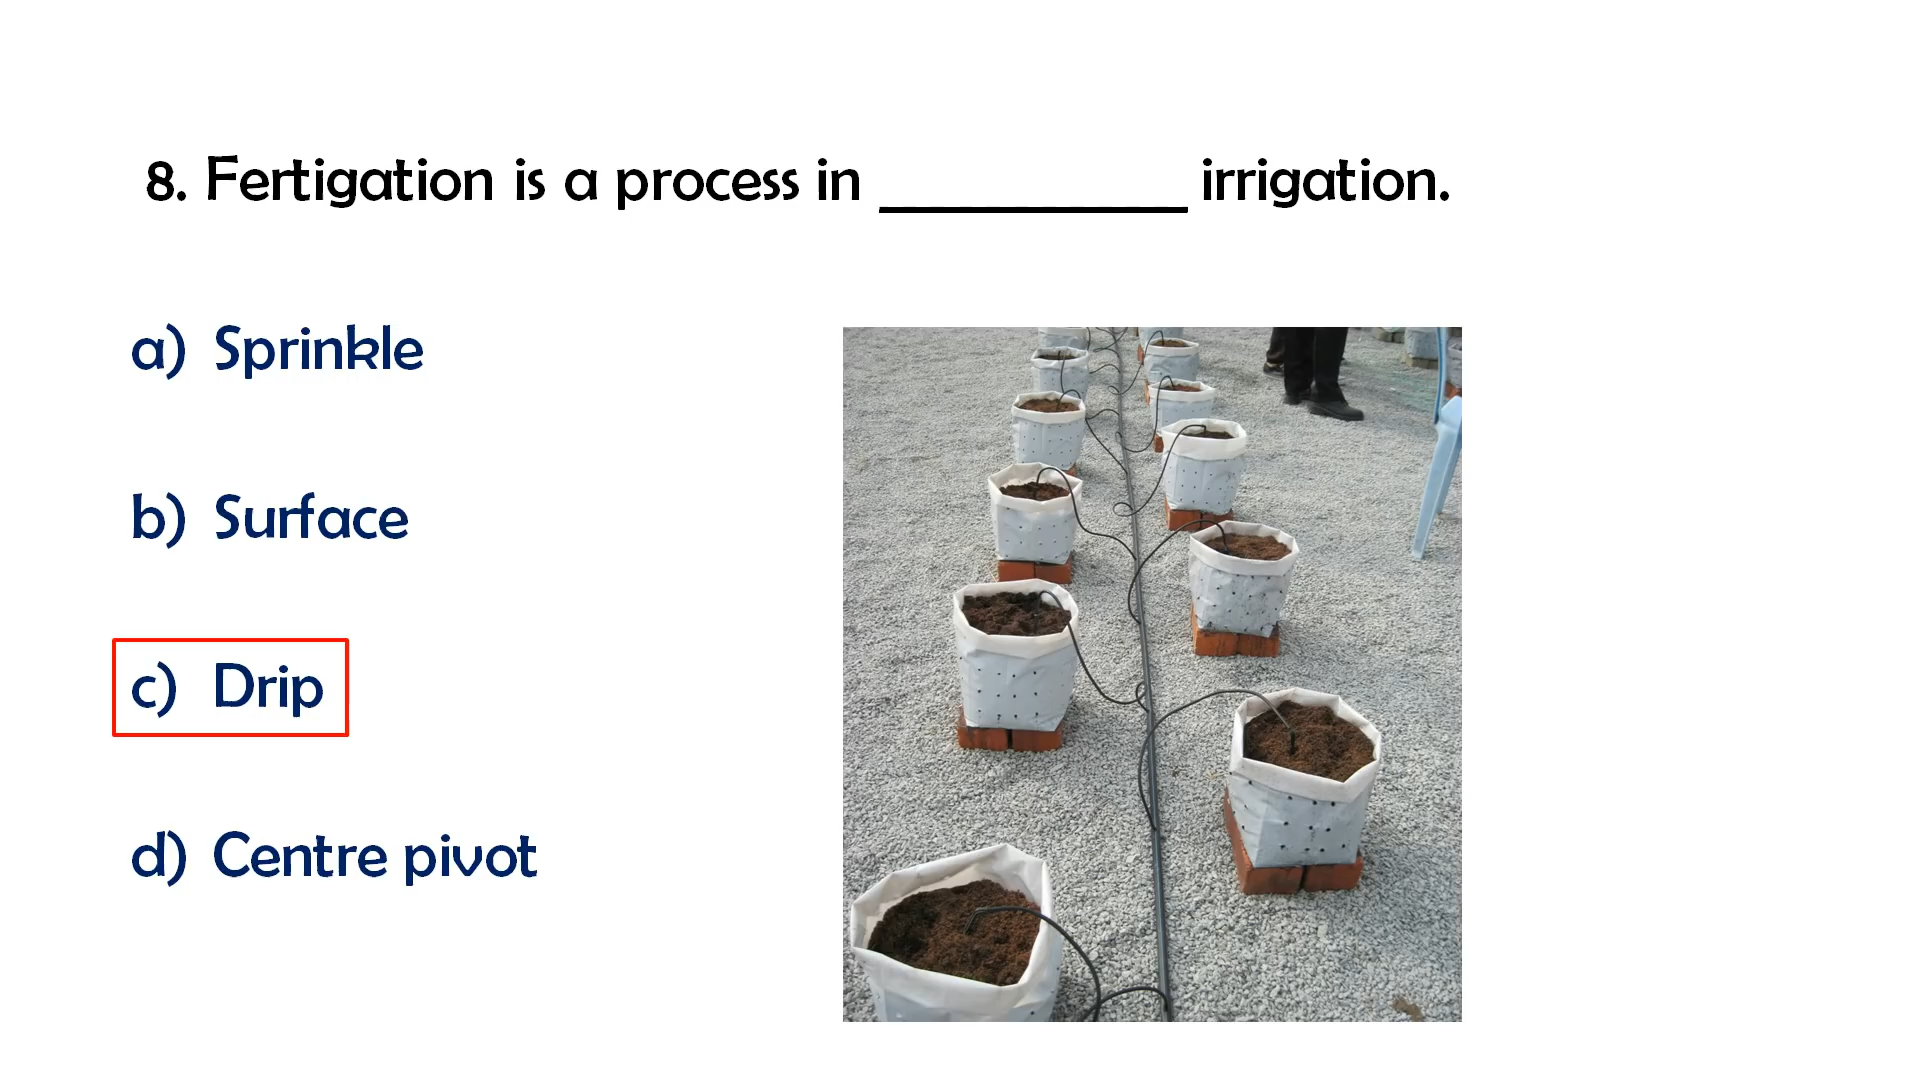 8. Fertigation is a process in __________ irrigation.
a) Sprinkle
b) Surface
c) Drip
d) Centre pivot